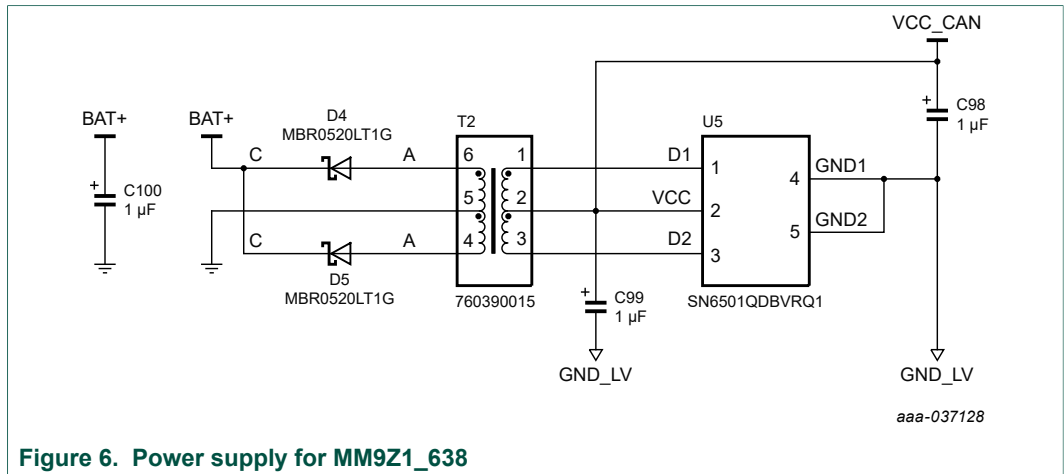 VCC_CAN
BAT+
BAT+
D4
MBR0520LT1G
T2
U5
+
C98
1 µF
C
A
6
1
D1
1
4
GND1
+
C100
1 µF
5
2
VCC
2
5
GND2
C
A
4
3
D2
3
D5
MBR0520LT1G
760390015
+
C99
1 µF
SN6501QDBVRQ1
GND_LV
GND_LV
aaa-037128
Figure 6. Power supply for MM9Z1_638